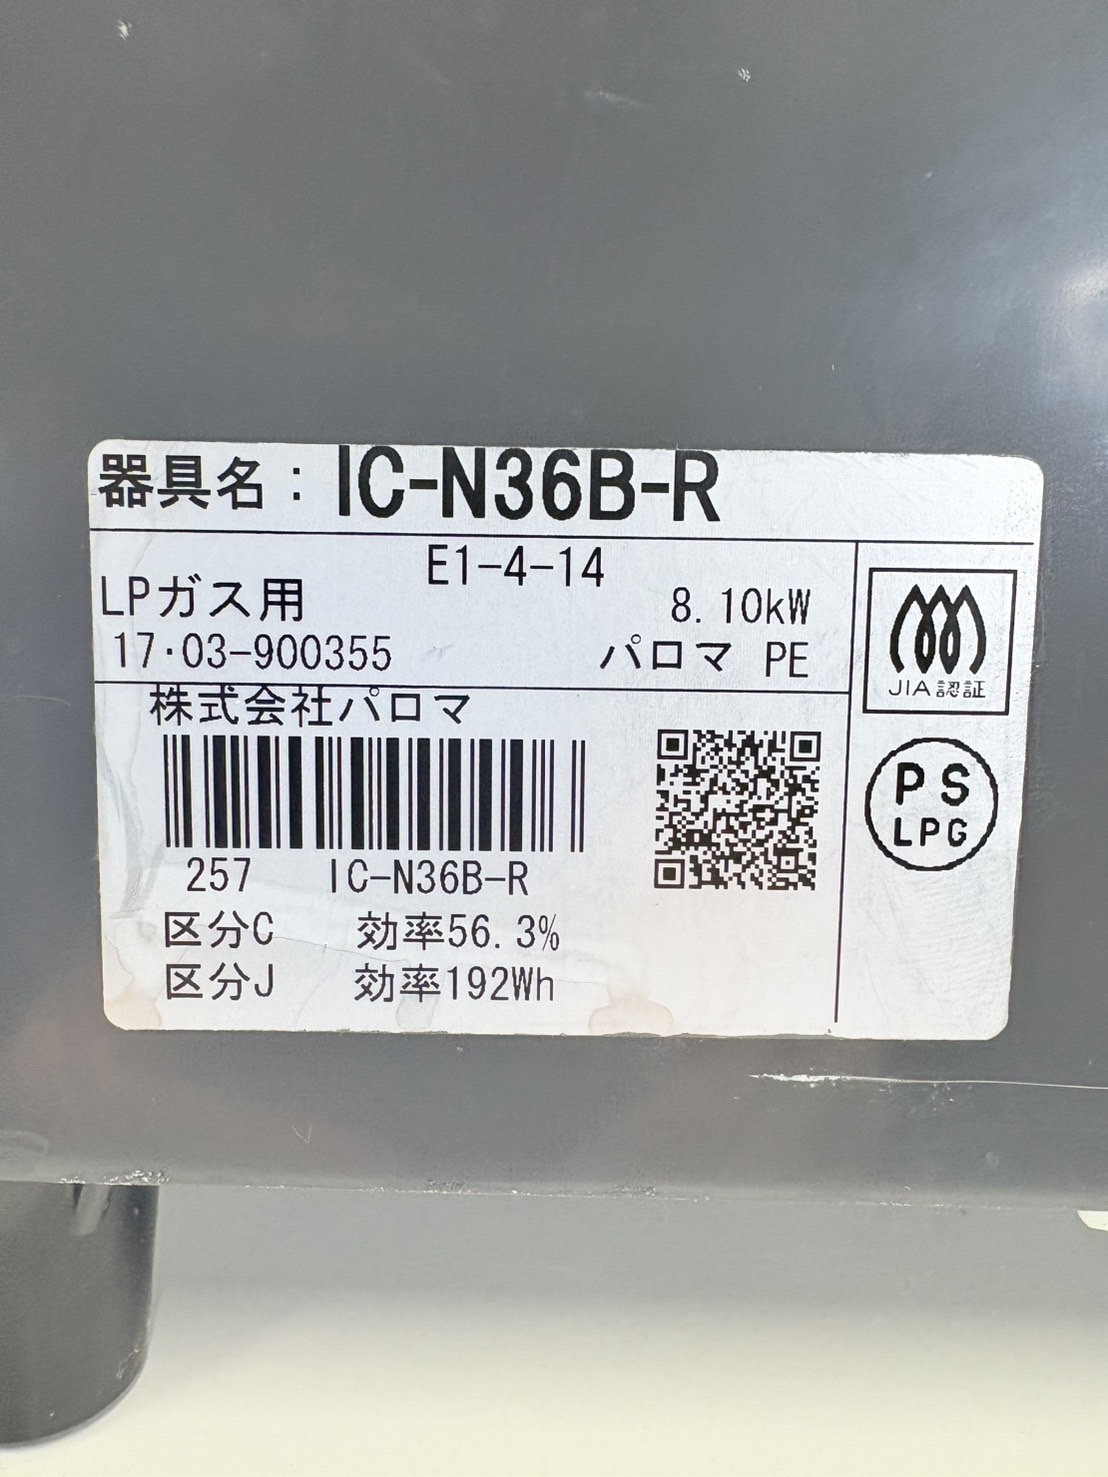 器具名：IC-N36B-R
E1-4-14
LPガス用 8.10kW
17·03-900355 パロマ PE
JIA認証
株式会社パロマ
PS
LPG
257 IC-N36B-R
区分C 効率56.3%
区分J 効率192Wh